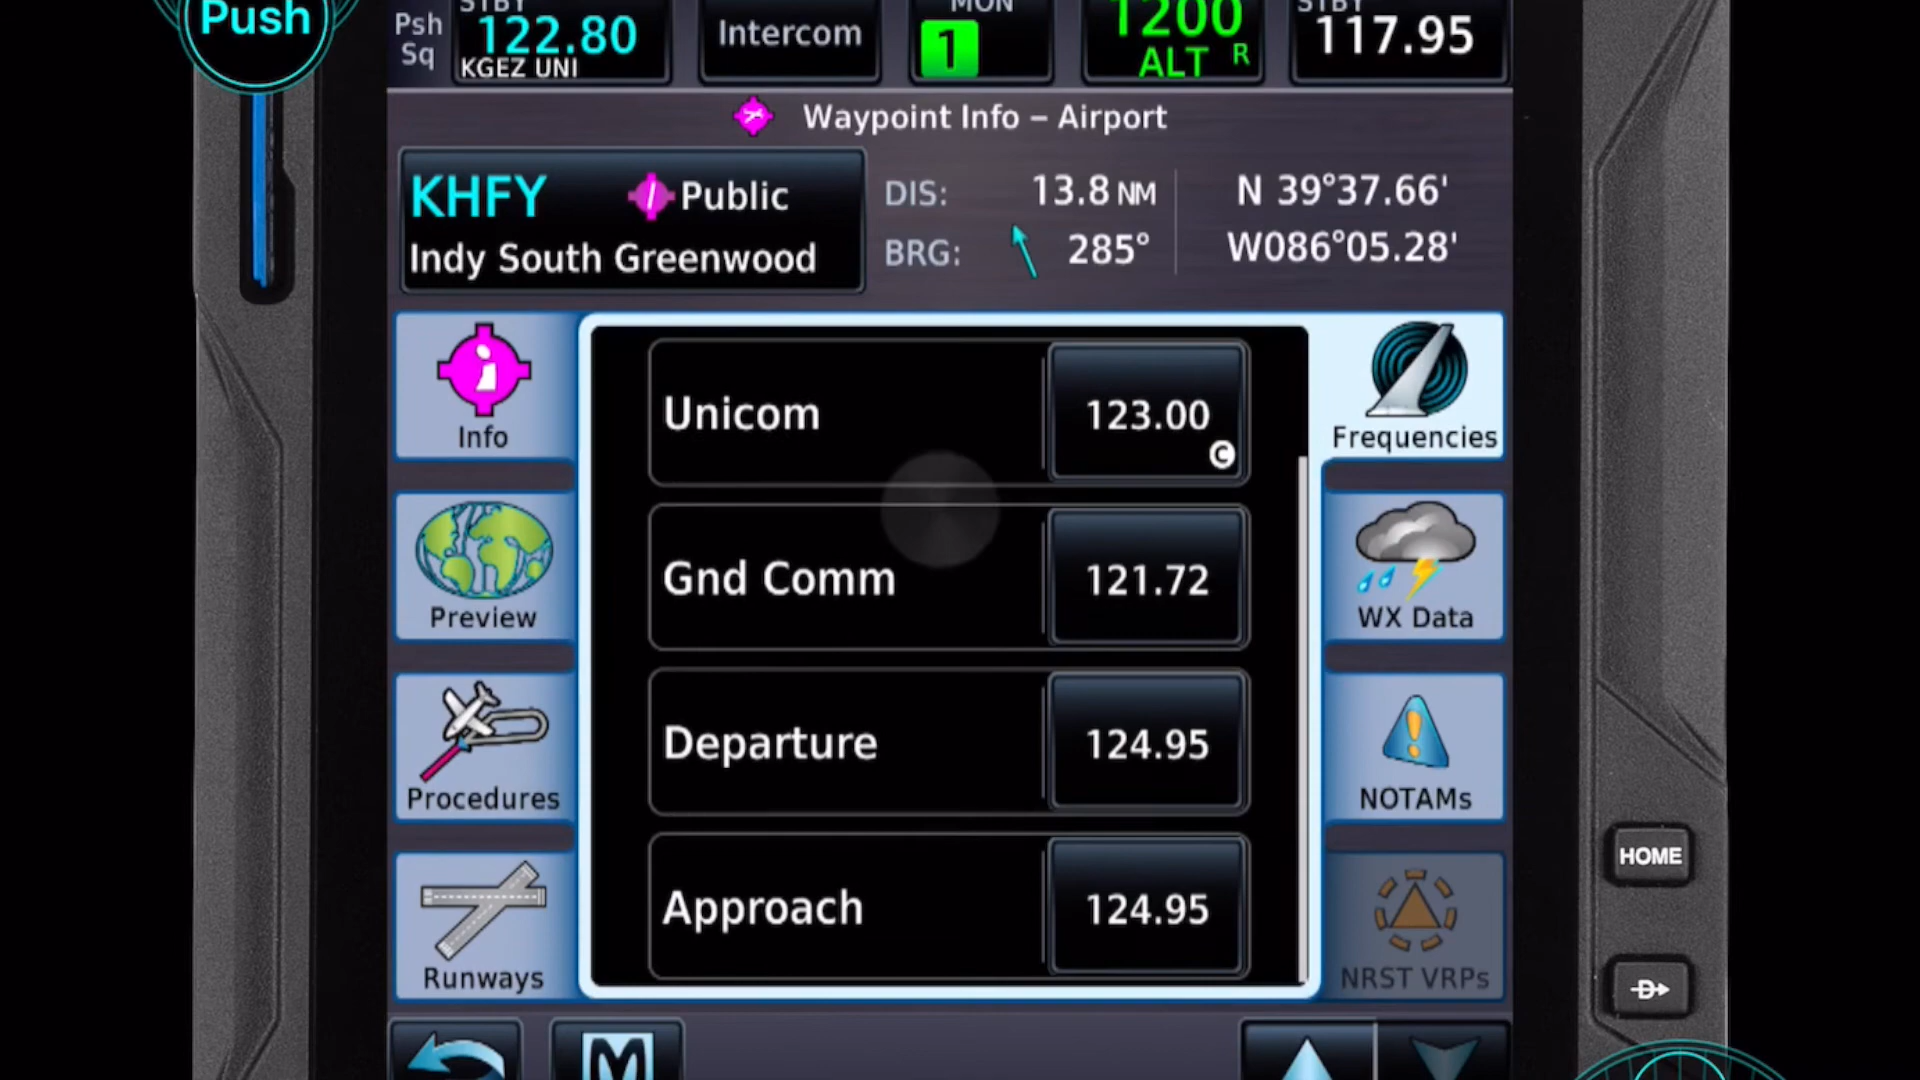 Push
Psh
Sq
STBY
122.80
KGEZ UNI
Intercom
MON
1
1200
ALT R
STBY
117.95
Waypoint Info – Airport
KHFY Public
Indy South Greenwood
DIS: 13.8 NM
BRG: 285°
N 39°37.66'
W086°05.28'
Info
Preview
Procedures
Runways
Unicom 123.00 C
Gnd Comm 121.72
Departure 124.95
Approach 124.95
Frequencies
WX Data
NOTAMs
NRST VRPs
HOME
D
M